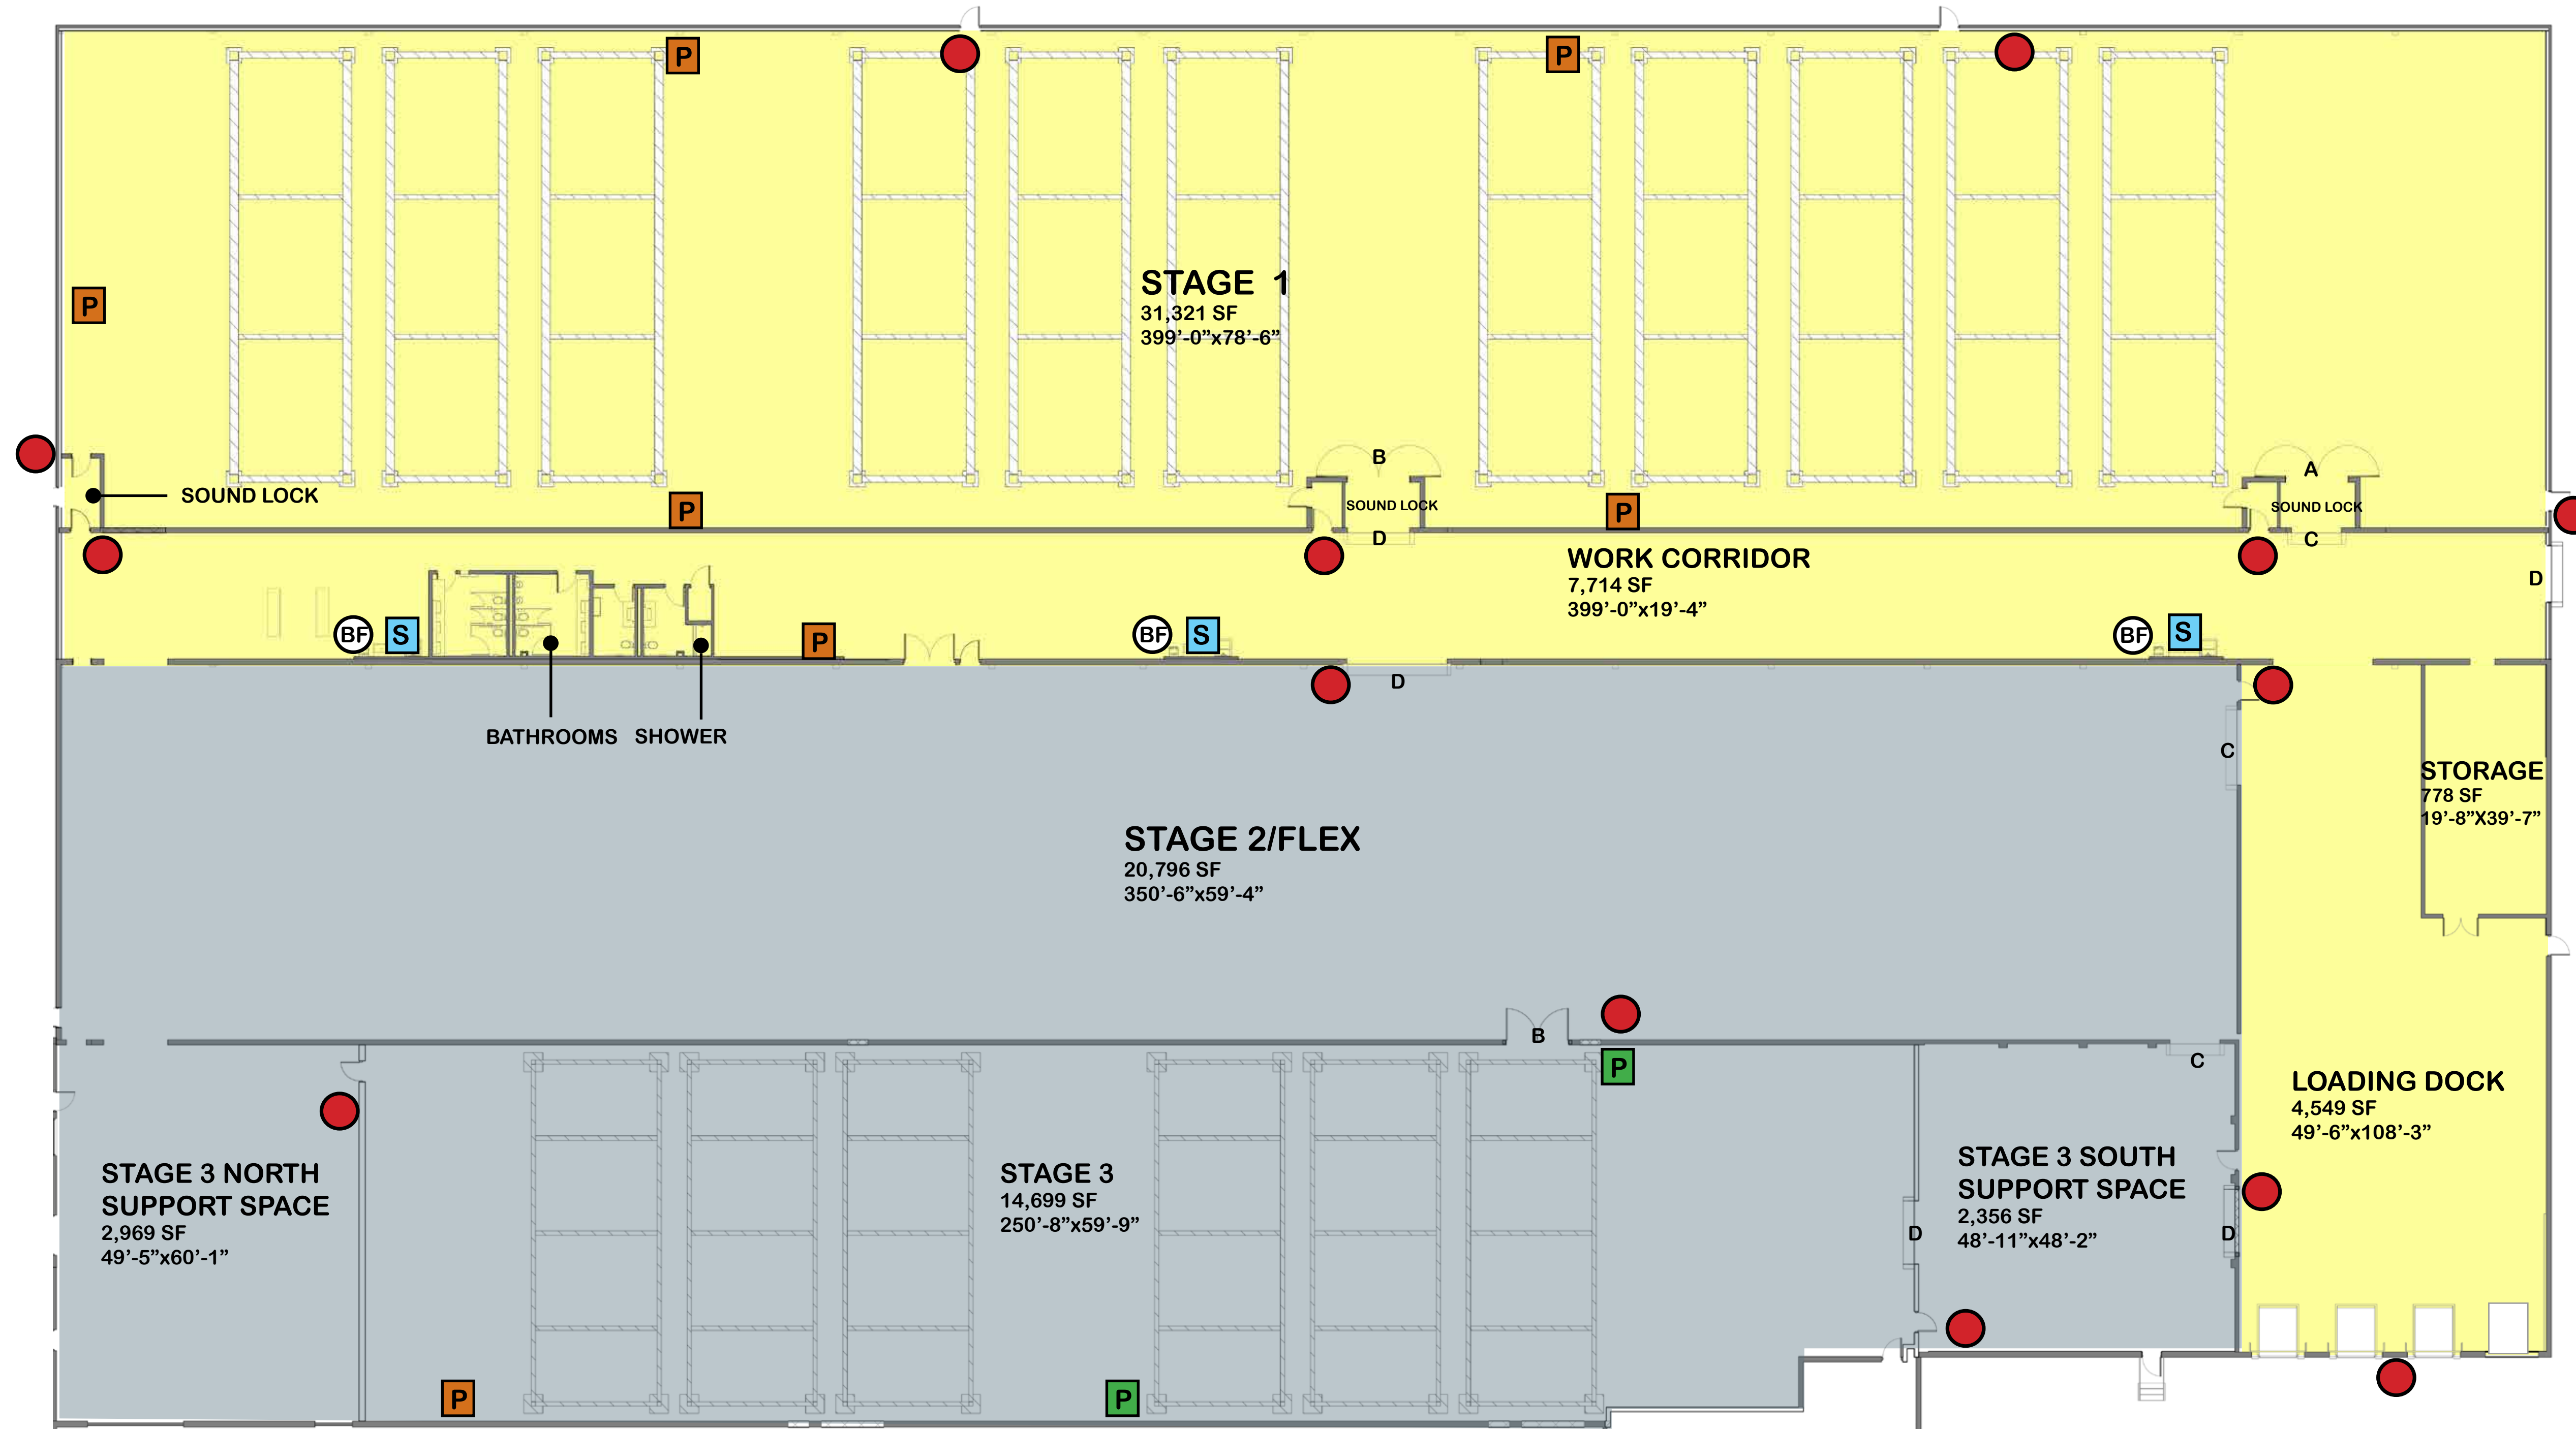 P
P
STAGE 1
31,321 SF
399'-0"x78'-6"
P
B
A
SOUND LOCK
SOUND LOCK
SOUND LOCK
P
P
D
C
WORK CORRIDOR
7,714 SF
399'-0"x19'-4"
D
BF S
P
BF S
BF S
D
BATHROOMS SHOWER
C
STORAGE
778 SF
19'-8"X39'-7"
STAGE 2/FLEX
20,796 SF
350'-6"x59'-4"
B
P
C
LOADING DOCK
4,549 SF
49'-6"x108'-3"
STAGE 3 NORTH
SUPPORT SPACE
2,969 SF
49'-5"x60'-1"
STAGE 3
14,699 SF
250'-8"x59'-9"
STAGE 3 SOUTH
SUPPORT SPACE
2,356 SF
48'-11"x48'-2"
D
D
P
P